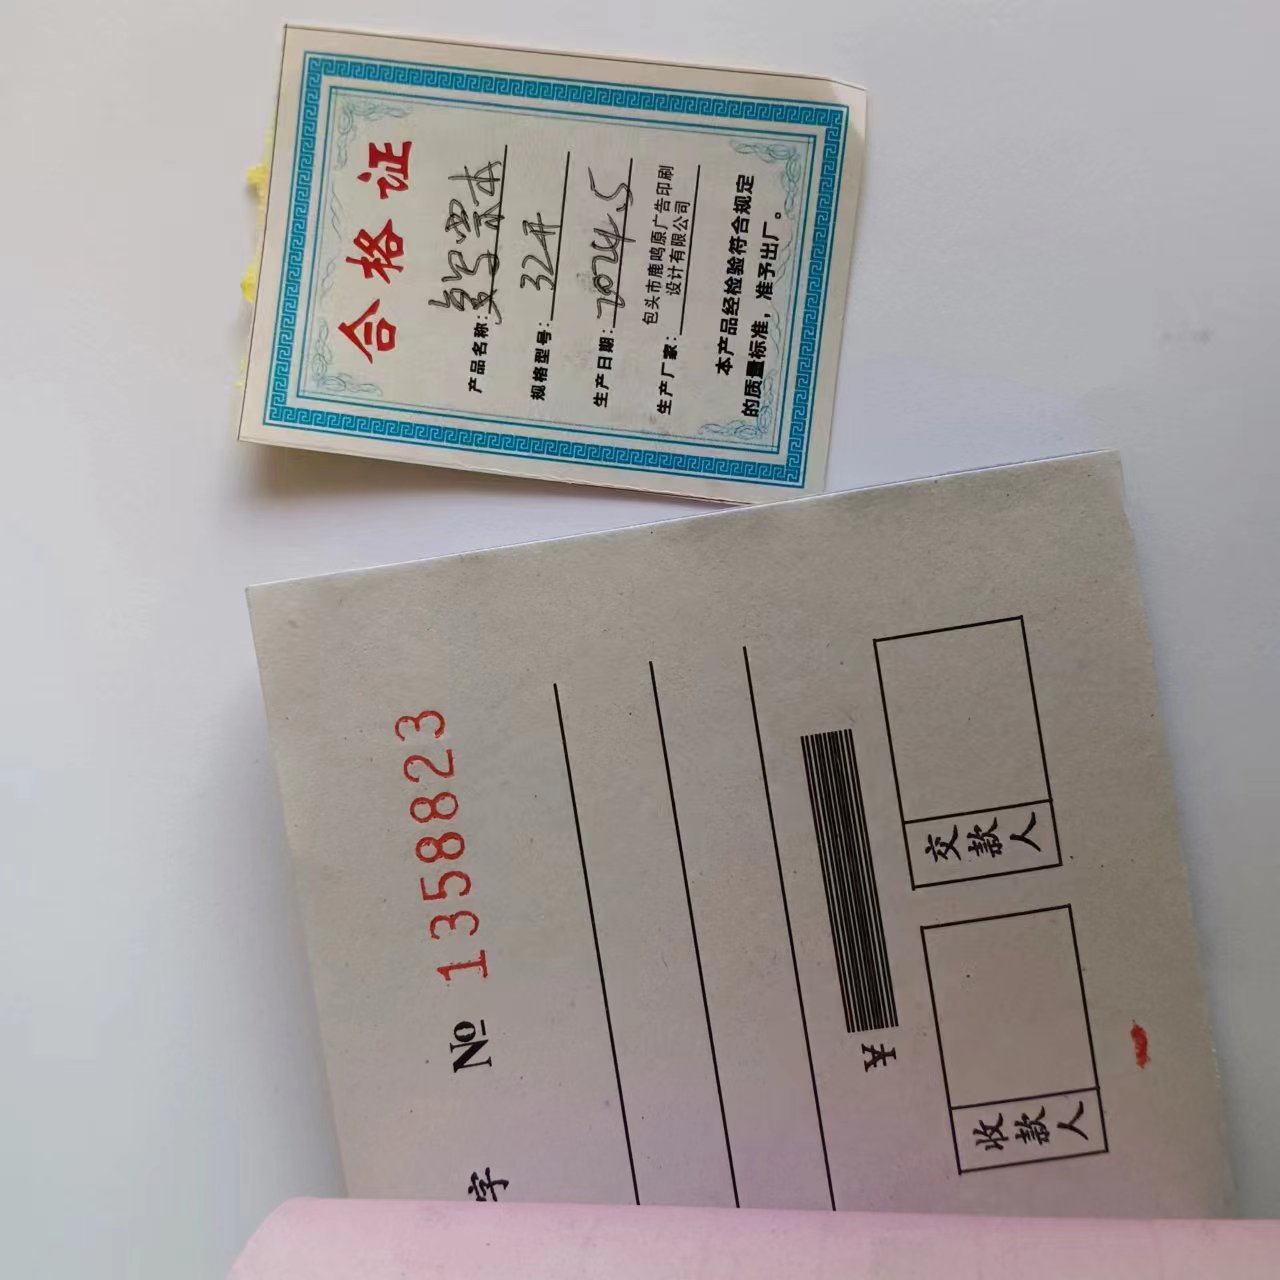 合格证
产品名称：复写票本
规格型号：32开
生产日期：2024.5
生产厂家：包头市鹿鸣原广告印刷
设计有限公司
本产品经检验符合规定
的质量标准，准予出厂。
字 № 1358823
¥
收款人
交款人